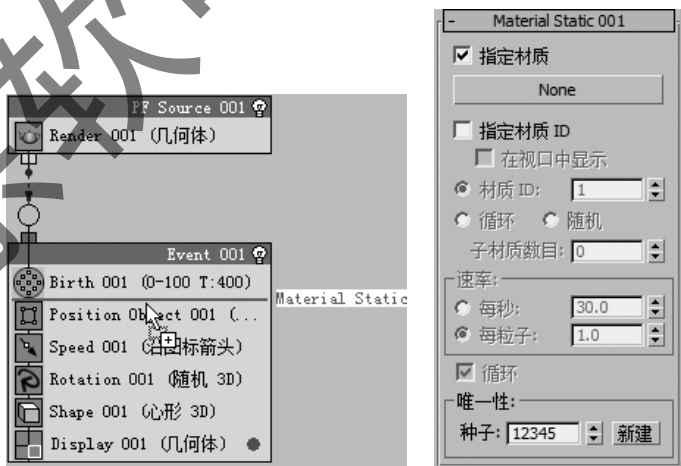 PF Source 001
Render 001 (几何体)
Event 001
Birth 001 (0-100 T:400)
Material Static
Position Object 001 (...
Speed 001 (沿图标箭头)
Rotation 001 (随机 3D)
Shape 001 (心形 3D)
Display 001 (几何体)
- Material Static 001
指定材质
None
指定材质 ID
在视口中显示
材质 ID: 1
循环 随机
子材质数目: 0
速率:
每秒: 30.0
每粒子: 1.0
循环
唯一性:
种子: 12345 新建